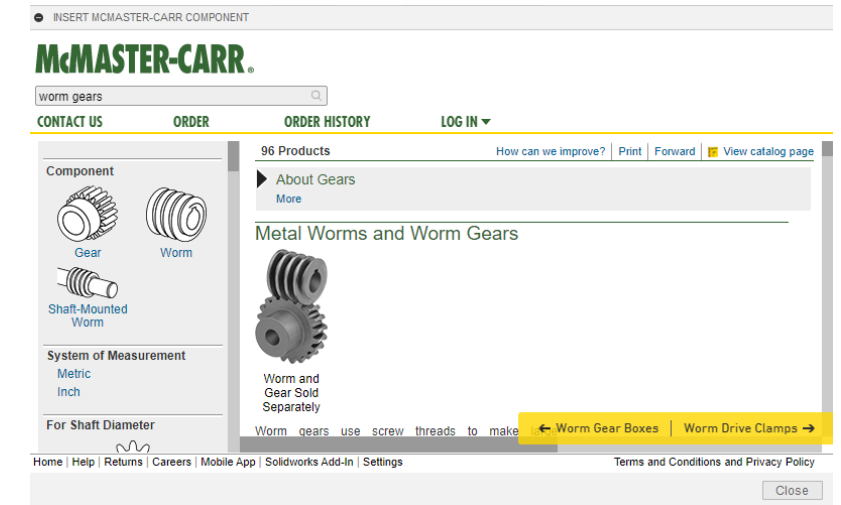 INSERT MCMASTER-CARR COMPONENT
McMASTER-CARR®
worm gears
CONTACT US ORDER ORDER HISTORY LOG IN
96 Products How can we improve? Print Forward View catalog page
Component
Gear Worm
Shaft-Mounted
Worm
System of Measurement
Metric
Inch
For Shaft Diameter
About Gears
More
Metal Worms and Worm Gears
Worm and
Gear Sold
Separately
Worm gears use screw threads to make large
← Worm Gear Boxes | Worm Drive Clamps →
Home | Help | Returns | Careers | Mobile App | Solidworks Add-In | Settings Terms and Conditions and Privacy Policy
Close